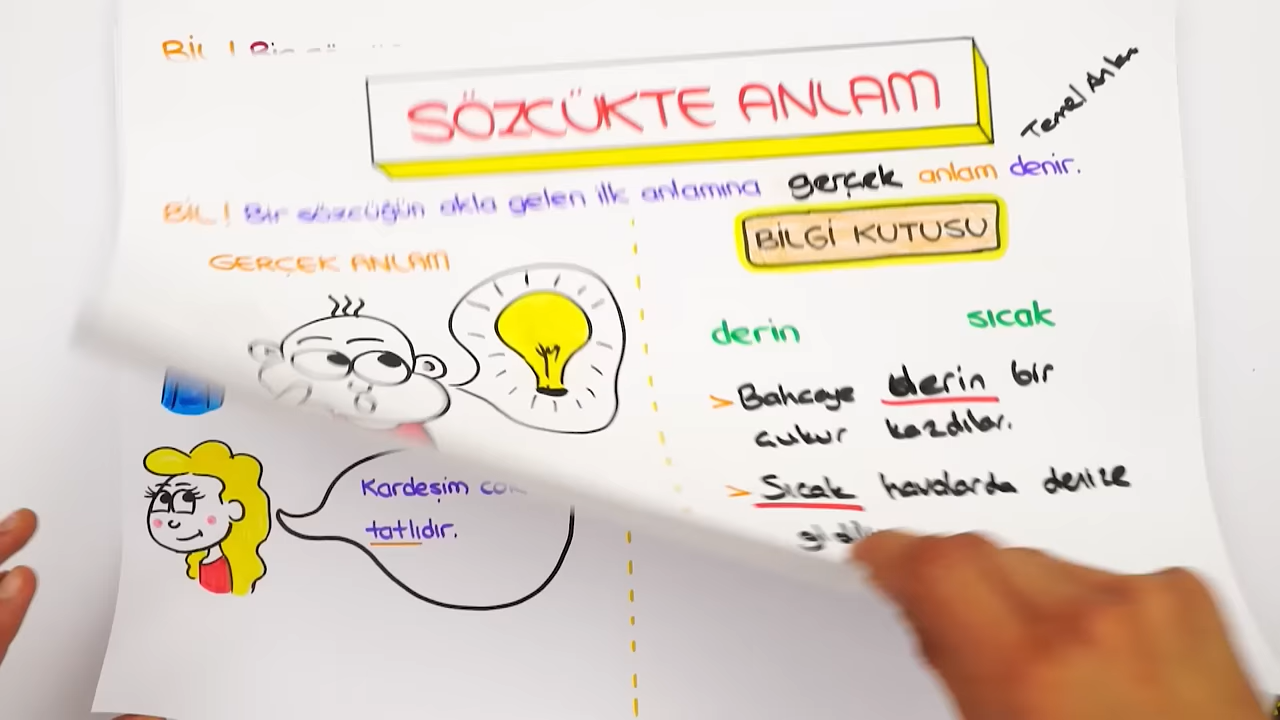 BİL !
SÖZCÜKTE ANLAM
Temel Anlam
BİL! Bir sözcüğün akla gelen ilk anlamına gerçek anlam denir.
GERÇEK ANLAM
BİLGİ KUTUSU
derin sıcak
> Bahçeye derin bir
çukur kazdılar.
> Sıcak havalarda denize
Kardeşim
tatlıdır.